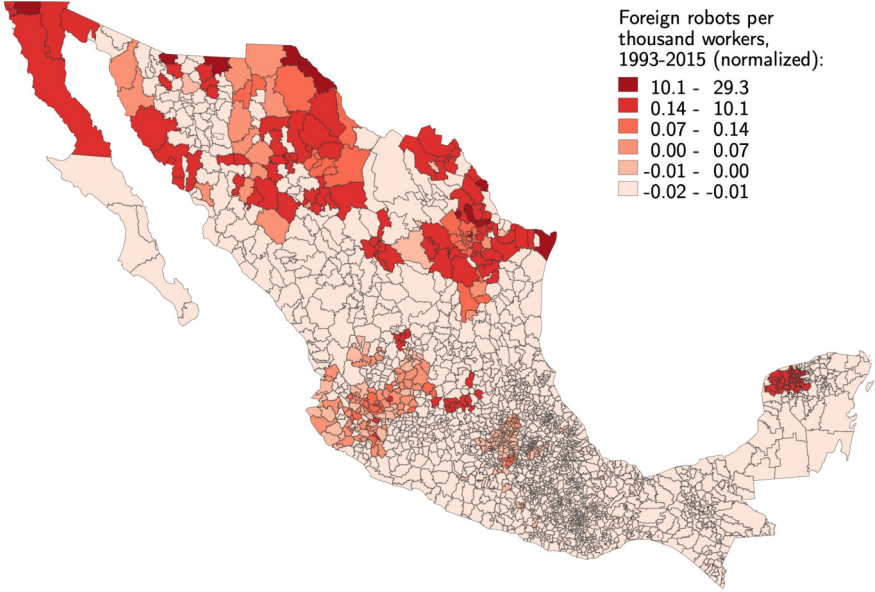 Foreign robots per
thousand workers,
1993-2015 (normalized):
10.1 - 29.3
0.14 - 10.1
0.07 - 0.14
0.00 - 0.07
-0.01 - 0.00
-0.02 - -0.01